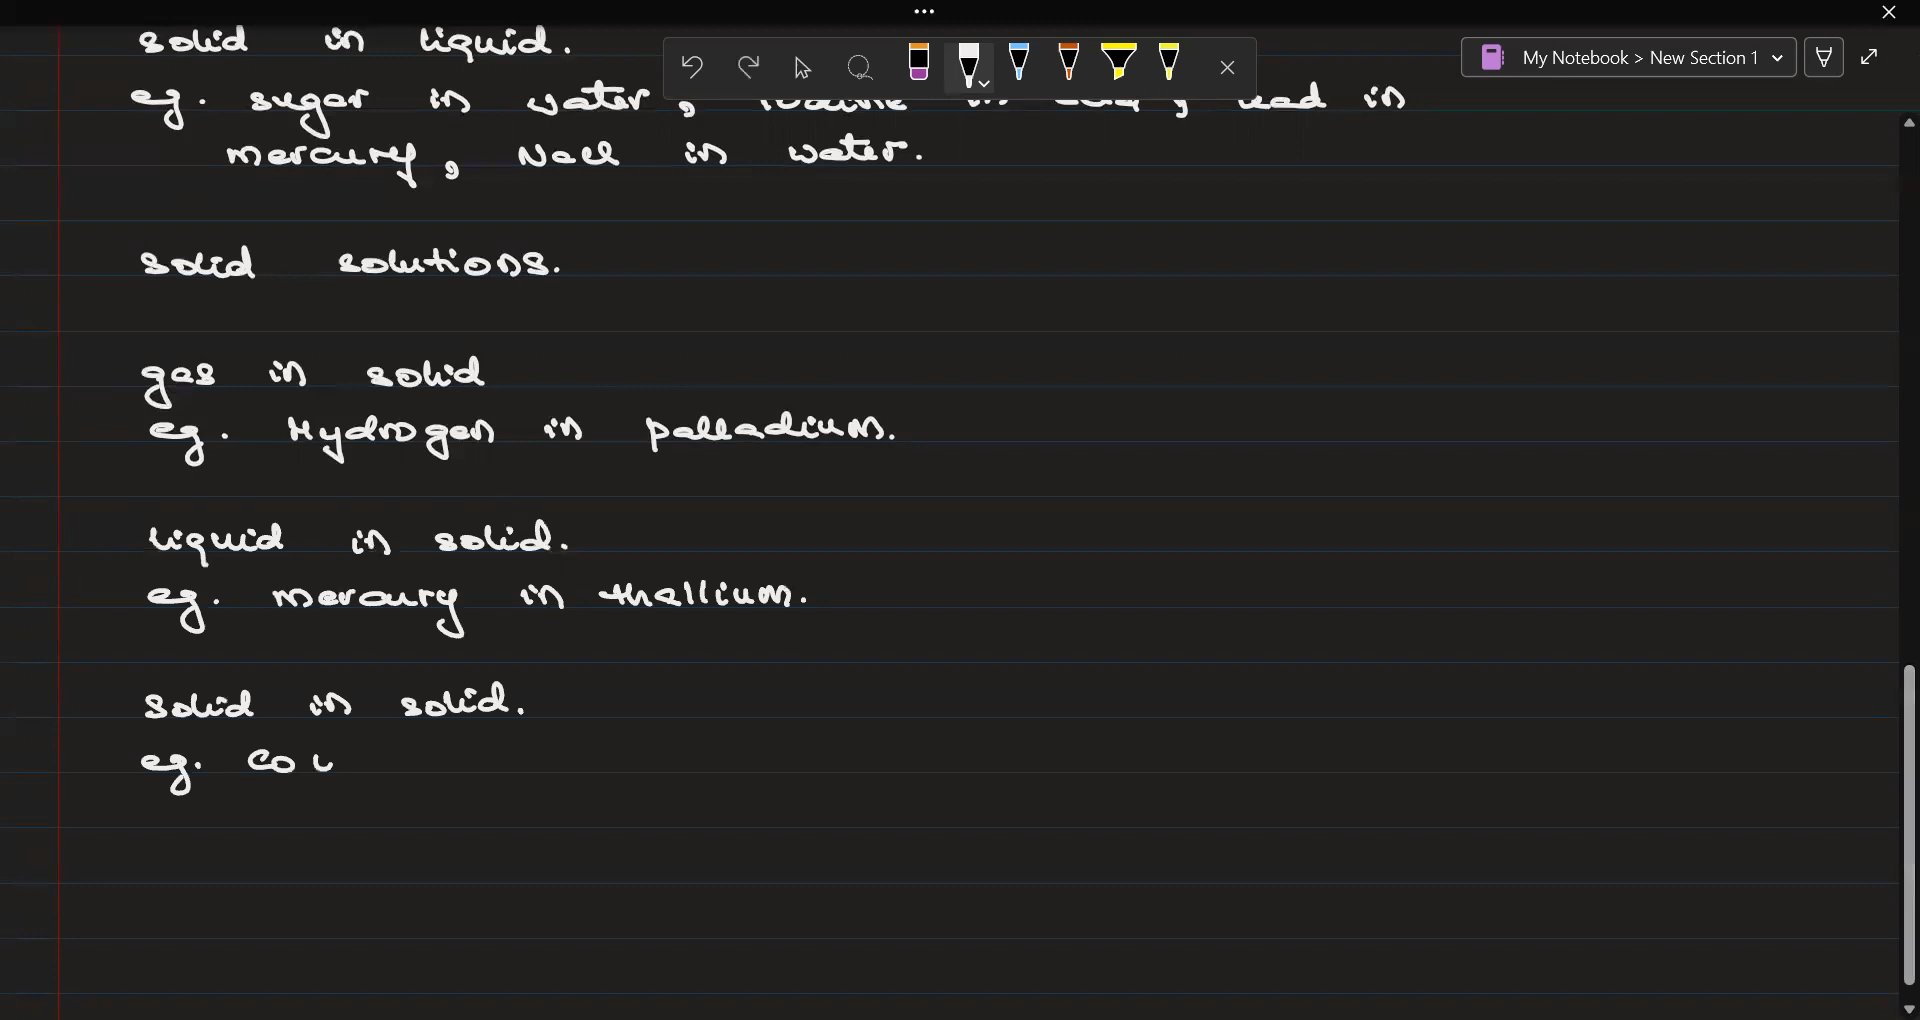 solid in liquid.
My Notebook > New Section 1
eg. sugar in water, in lead in
mercury, NaCl in water.
solid solutions.
gas in solid
eg. Hydrogen in palladium.
liquid in solid.
eg. mercury in thallium.
solid in solid.
eg. co